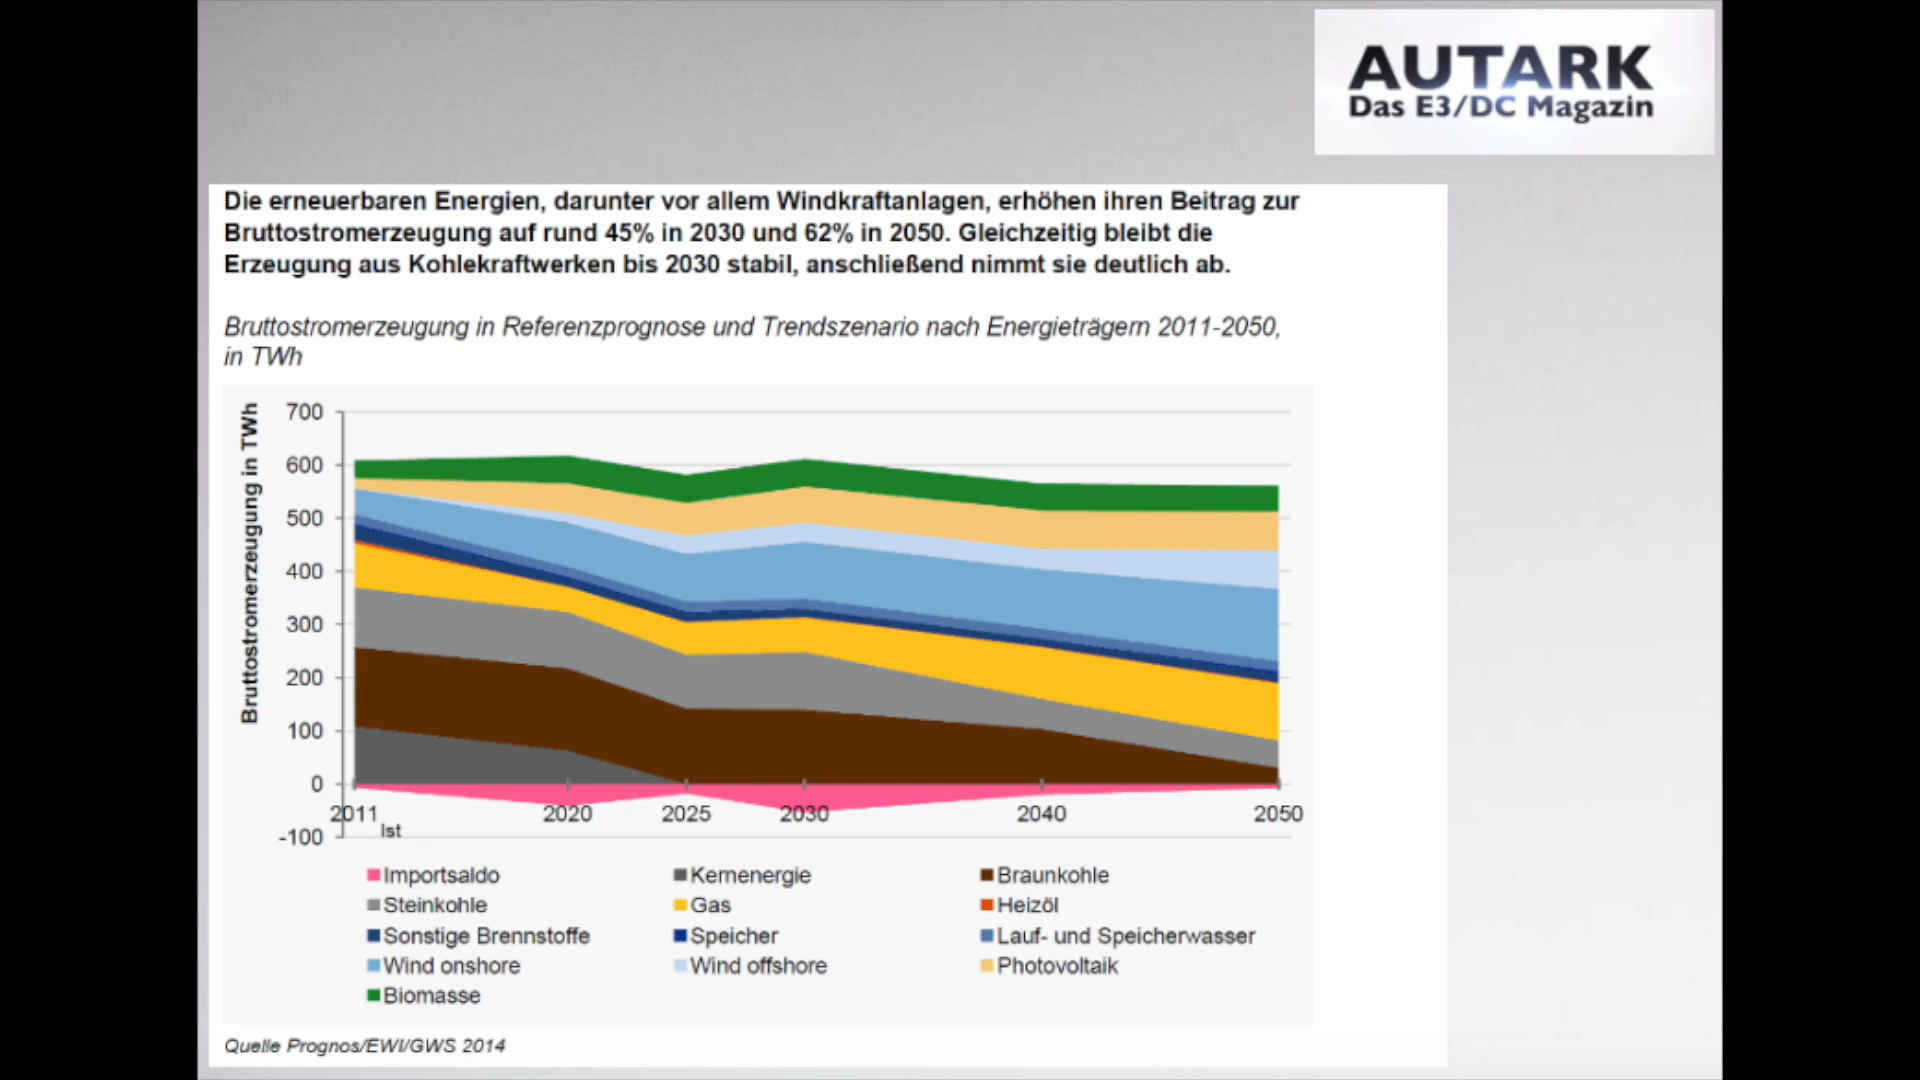 AUTARK
Das E3/DC Magazin
Die erneuerbaren Energien, darunter vor allem Windkraftanlagen, erhöhen ihren Beitrag zur
Bruttostromerzeugung auf rund 45% in 2030 und 62% in 2050. Gleichzeitig bleibt die
Erzeugung aus Kohlekraftwerken bis 2030 stabil, anschließend nimmt sie deutlich ab.
Bruttostromerzeugung in Referenzprognose und Trendszenario nach Energieträgern 2011-2050,
in TWh
Bruttostromerzeugung in TWh
700
600
500
400
300
200
100
0
-100
2011 2020 2025 2030 2040 2050
Ist
Importsaldo Kernenergie Braunkohle
Steinkohle Gas Heizöl
Sonstige Brennstoffe Speicher Lauf- und Speicherwasser
Wind onshore Wind offshore Photovoltaik
Biomasse
Quelle Prognos/EWI/GWS 2014